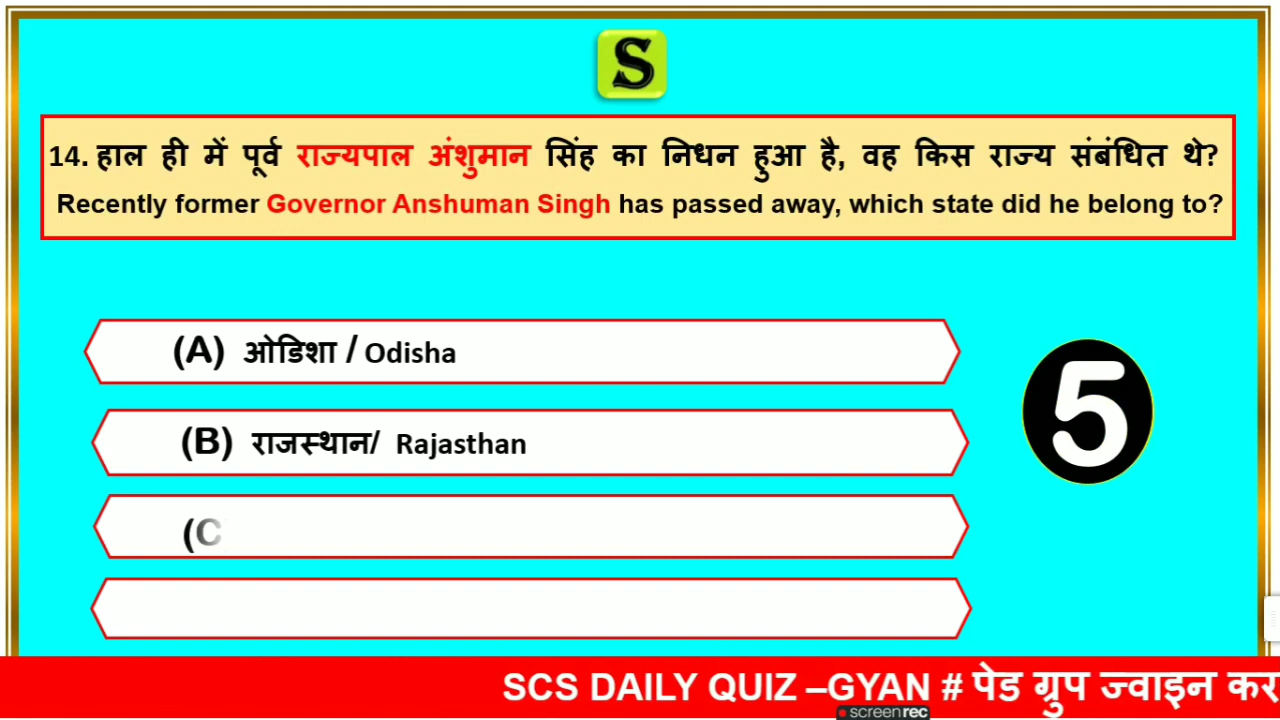 S
14. हाल ही में पूर्व राज्यपाल अंशुमान सिंह का निधन हुआ है, वह किस राज्य संबंधित थे?
Recently former Governor Anshuman Singh has passed away, which state did he belong to?
(A) ओडिशा / Odisha
(B) राजस्थान/ Rajasthan
5
(C
SCS DAILY QUIZ –GYAN # पेड ग्रुप ज्वाइन कर
screenrec